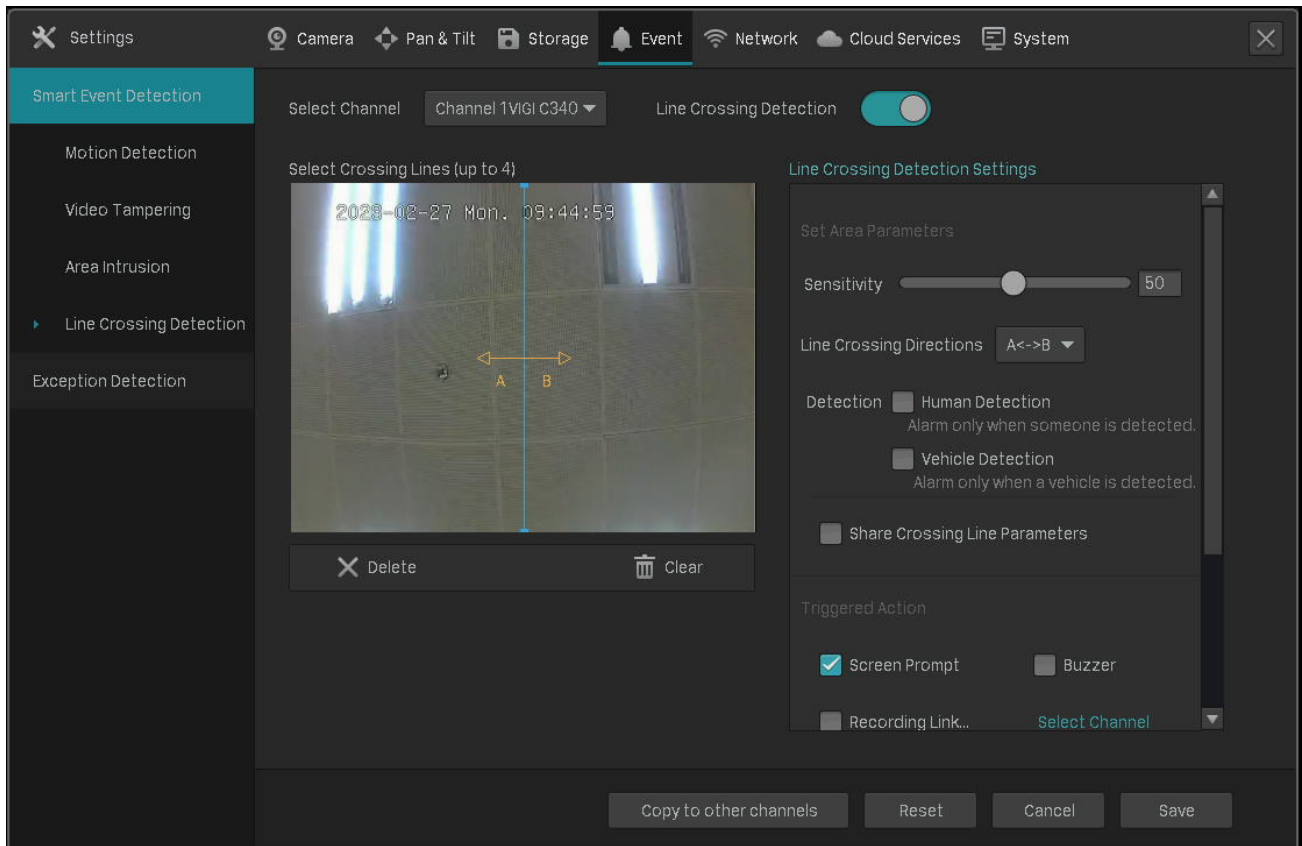 Settings
Camera Pan & Tilt Storage Event Network Cloud Services System
Smart Event Detection
Motion Detection
Video Tampering
Area Intrusion
Line Crossing Detection
Exception Detection
Select Channel Channel 1VIGI C340 Line Crossing Detection
Select Crossing Lines (up to 4)
2023-02-27 Mon. 09:44:59
A B
Delete Clear
Line Crossing Detection Settings
Set Area Parameters
Sensitivity 50
Line Crossing Directions A<->B
Detection Human Detection
Alarm only when someone is detected.
Vehicle Detection
Alarm only when a vehicle is detected.
Share Crossing Line Parameters
Triggered Action
Screen Prompt Buzzer
Recording Link... Select Channel
Copy to other channels Reset Cancel Save